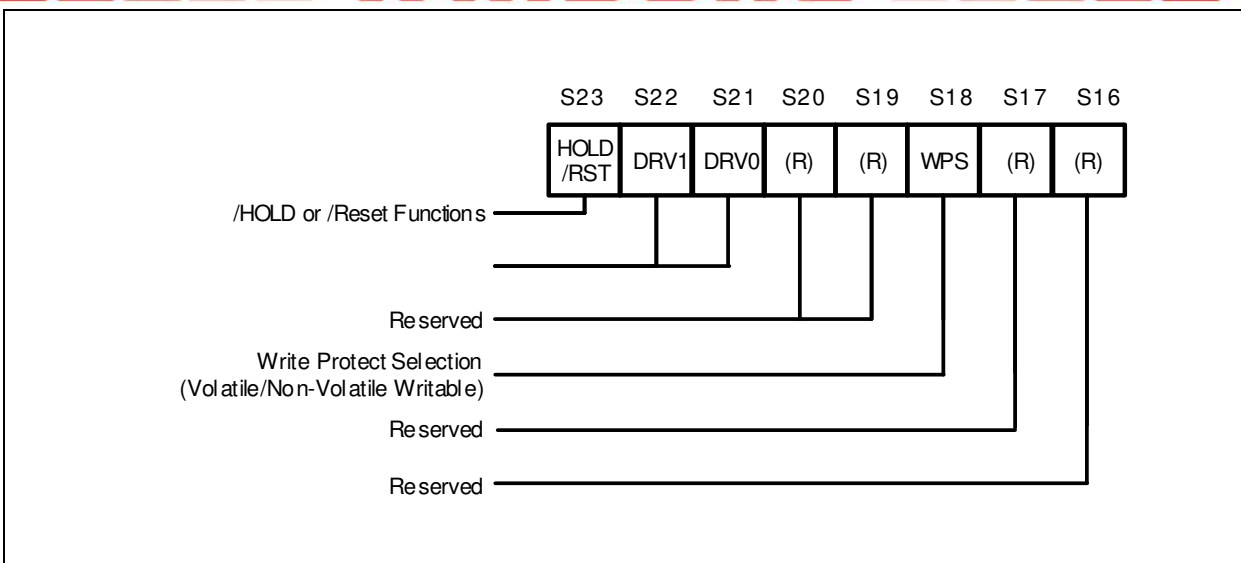 S23 S22 S21 S20 S19 S18 S17 S16
HOLD /RST DRV1 DRV0 (R) (R) WPS (R) (R)
/HOLD or /Reset Functions
Reserved
Write Protect Selection
(Volatile/Non-Volatile Writable)
Reserved
Reserved